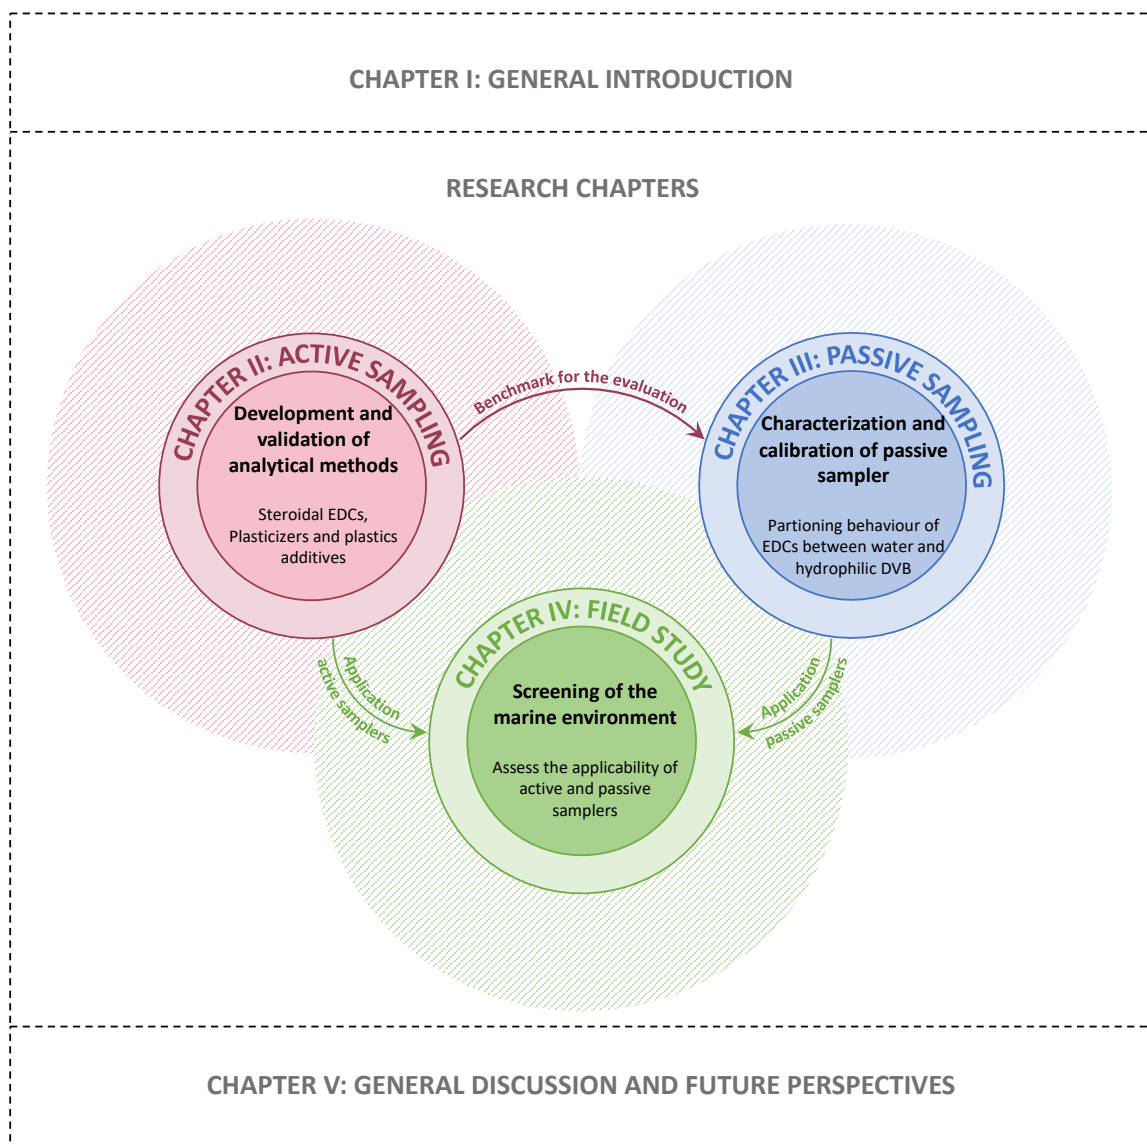 CHAPTER I: GENERAL INTRODUCTION
RESEARCH CHAPTERS
CHAPTER II: ACTIVE SAMPLING
Development and
validation of
analytical methods
Steroidal EDCs,
Plasticizers and plastics
additives
Benchmark for the evaluation
CHAPTER III: PASSIVE SAMPLING
Characterization and
calibration of passive
sampler
Partioning behaviour of
EDCs between water and
hydrophilic DVB
Application
active samplers
Application
passive samplers
CHAPTER IV: FIELD STUDY
Screening of the
marine environment
Assess the applicability of
active and passive
samplers
CHAPTER V: GENERAL DISCUSSION AND FUTURE PERSPECTIVES